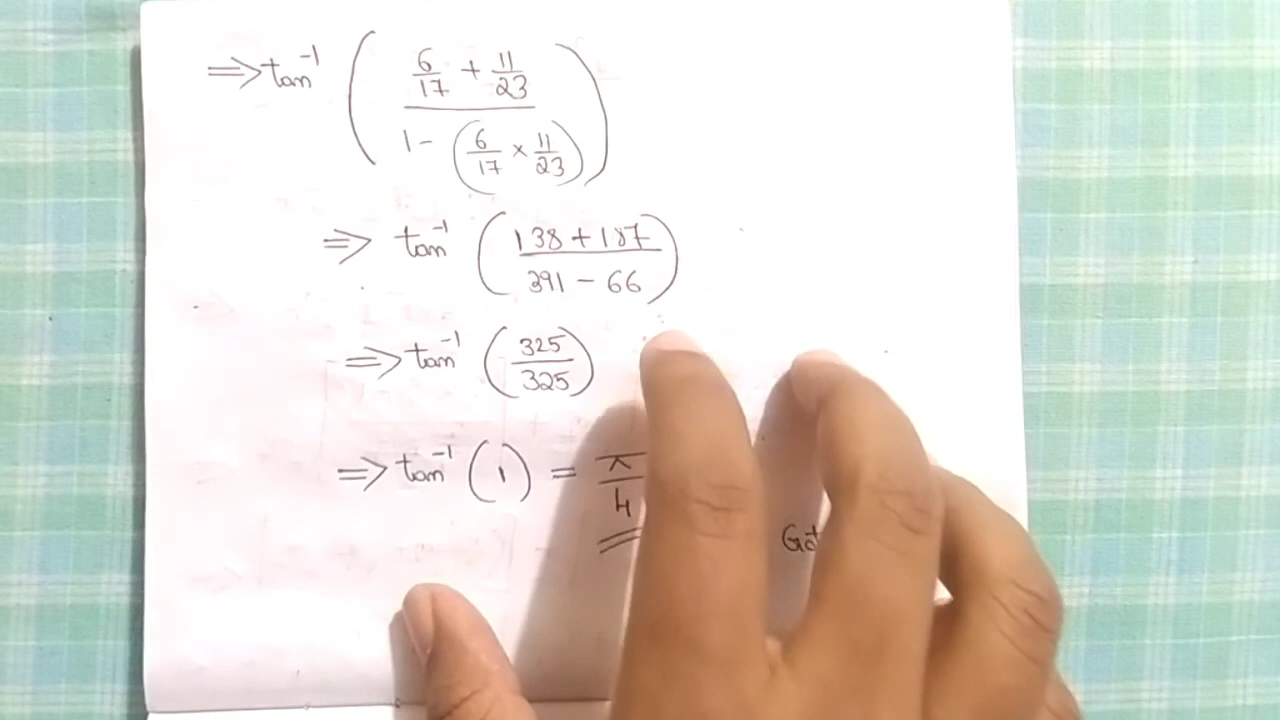 ⇒ tan⁻¹ ( (6/17 + 11/23) / (1 - (6/17 × 11/23)) )
⇒ tan⁻¹ ( (138 + 187) / (391 - 66) )
⇒ tan⁻¹ ( 325/325 )
⇒ tan⁻¹ (1) = π/4